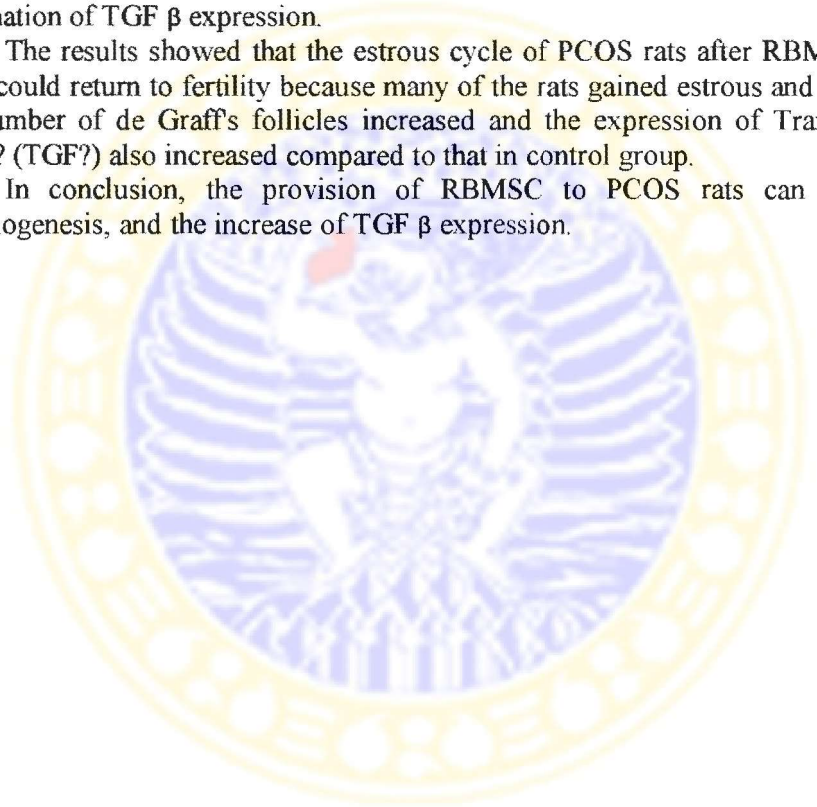 nation of TGF β expression.
The results showed that the estrous cycle of PCOS rats after RBM
could return to fertility because many of the rats gained estrous and
umber of de Graff's follicles increased and the expression of Tra
? (TGF?) also increased compared to that in control group.
In conclusion, the provision of RBMSC to PCOS rats can
logenesis, and the increase of TGF β expression.